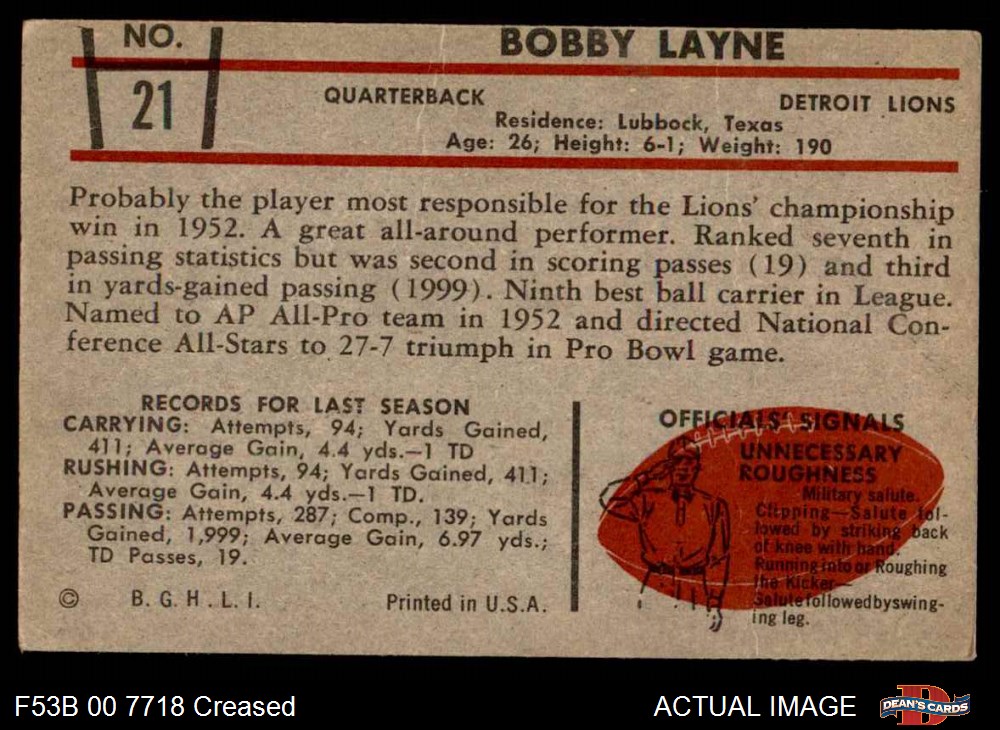 NO.
21
BOBBY LAYNE
QUARTERBACK
DETROIT LIONS
Residence: Lubbock, Texas
Age: 26; Height: 6-1; Weight: 190
Probably the player most responsible for the Lions' championship
win in 1952. A great all-around performer. Ranked seventh in
passing statistics but was second in scoring passes (19) and third
in yards-gained passing (1999). Ninth best ball carrier in League.
Named to AP All-Pro team in 1952 and directed National Con-
ference All-Stars to 27-7 triumph in Pro Bowl game.
RECORDS FOR LAST SEASON
CARRYING: Attempts, 94; Yards Gained,
411; Average Gain, 4.4 yds.—1 TD
RUSHING: Attempts, 94; Yards Gained, 411;
Average Gain, 4.4 yds.—1 TD.
PASSING: Attempts, 287; Comp., 139; Yards
Gained, 1,999; Average Gain, 6.97 yds.;
TD Passes, 19.
© B. G. H. L. I. Printed in U.S.A.
OFFICIALS' SIGNALS
UNNECESSARY
ROUGHNESS
Military salute.
Clipping—Salute fol-
lowed by striking back
of knee with hand.
Running into or Roughing
the Kicker—
Salute followed by swing-
ing leg.
F53B 00 7718 Creased
ACTUAL IMAGE
D
DEAN'S CARDS